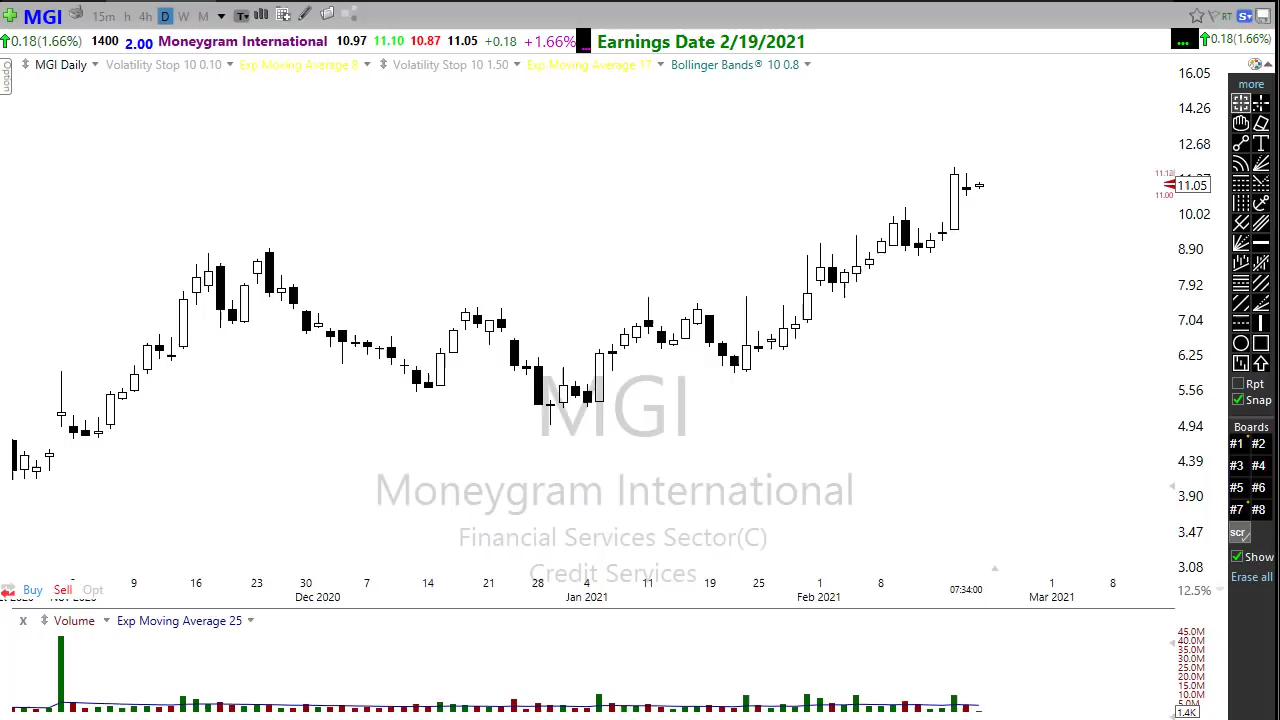 MGI 15m h 4h D W M T RT S
0.18(1.66%) 1400 2.00 Moneygram International 10.97 11.10 10.87 11.05 +0.18 +1.66% ... Earnings Date 2/19/2021 ... 0.18(1.66%)
Option
MGI Daily Volatility Stop 10 0.10 Exp Moving Average 8 Volatility Stop 10 1.50 Exp Moving Average 17 Bollinger Bands® 10 0.8
16.05
14.26
12.68
11.12
11.05
11.00
10.02
8.90
7.92
7.04
6.25
5.56
4.94
4.39
3.90
3.47
3.08
12.5%
more
T
Rpt
Snap
Boards
#1 #2
#3 #4
#5 #6
#7 #8
scr
Show
Erase all
MGI
Moneygram International
Financial Services Sector(C)
Credit Services
Buy Sell Opt
9 16 23 30 7 14 21 28 4 11 19 25 1 8 07:34:00 1 8
Dec 2020 Jan 2021 Feb 2021 Mar 2021
X Volume Exp Moving Average 25
45.0M
40.0M
35.0M
30.0M
25.0M
20.0M
15.0M
10.0M
1.4K